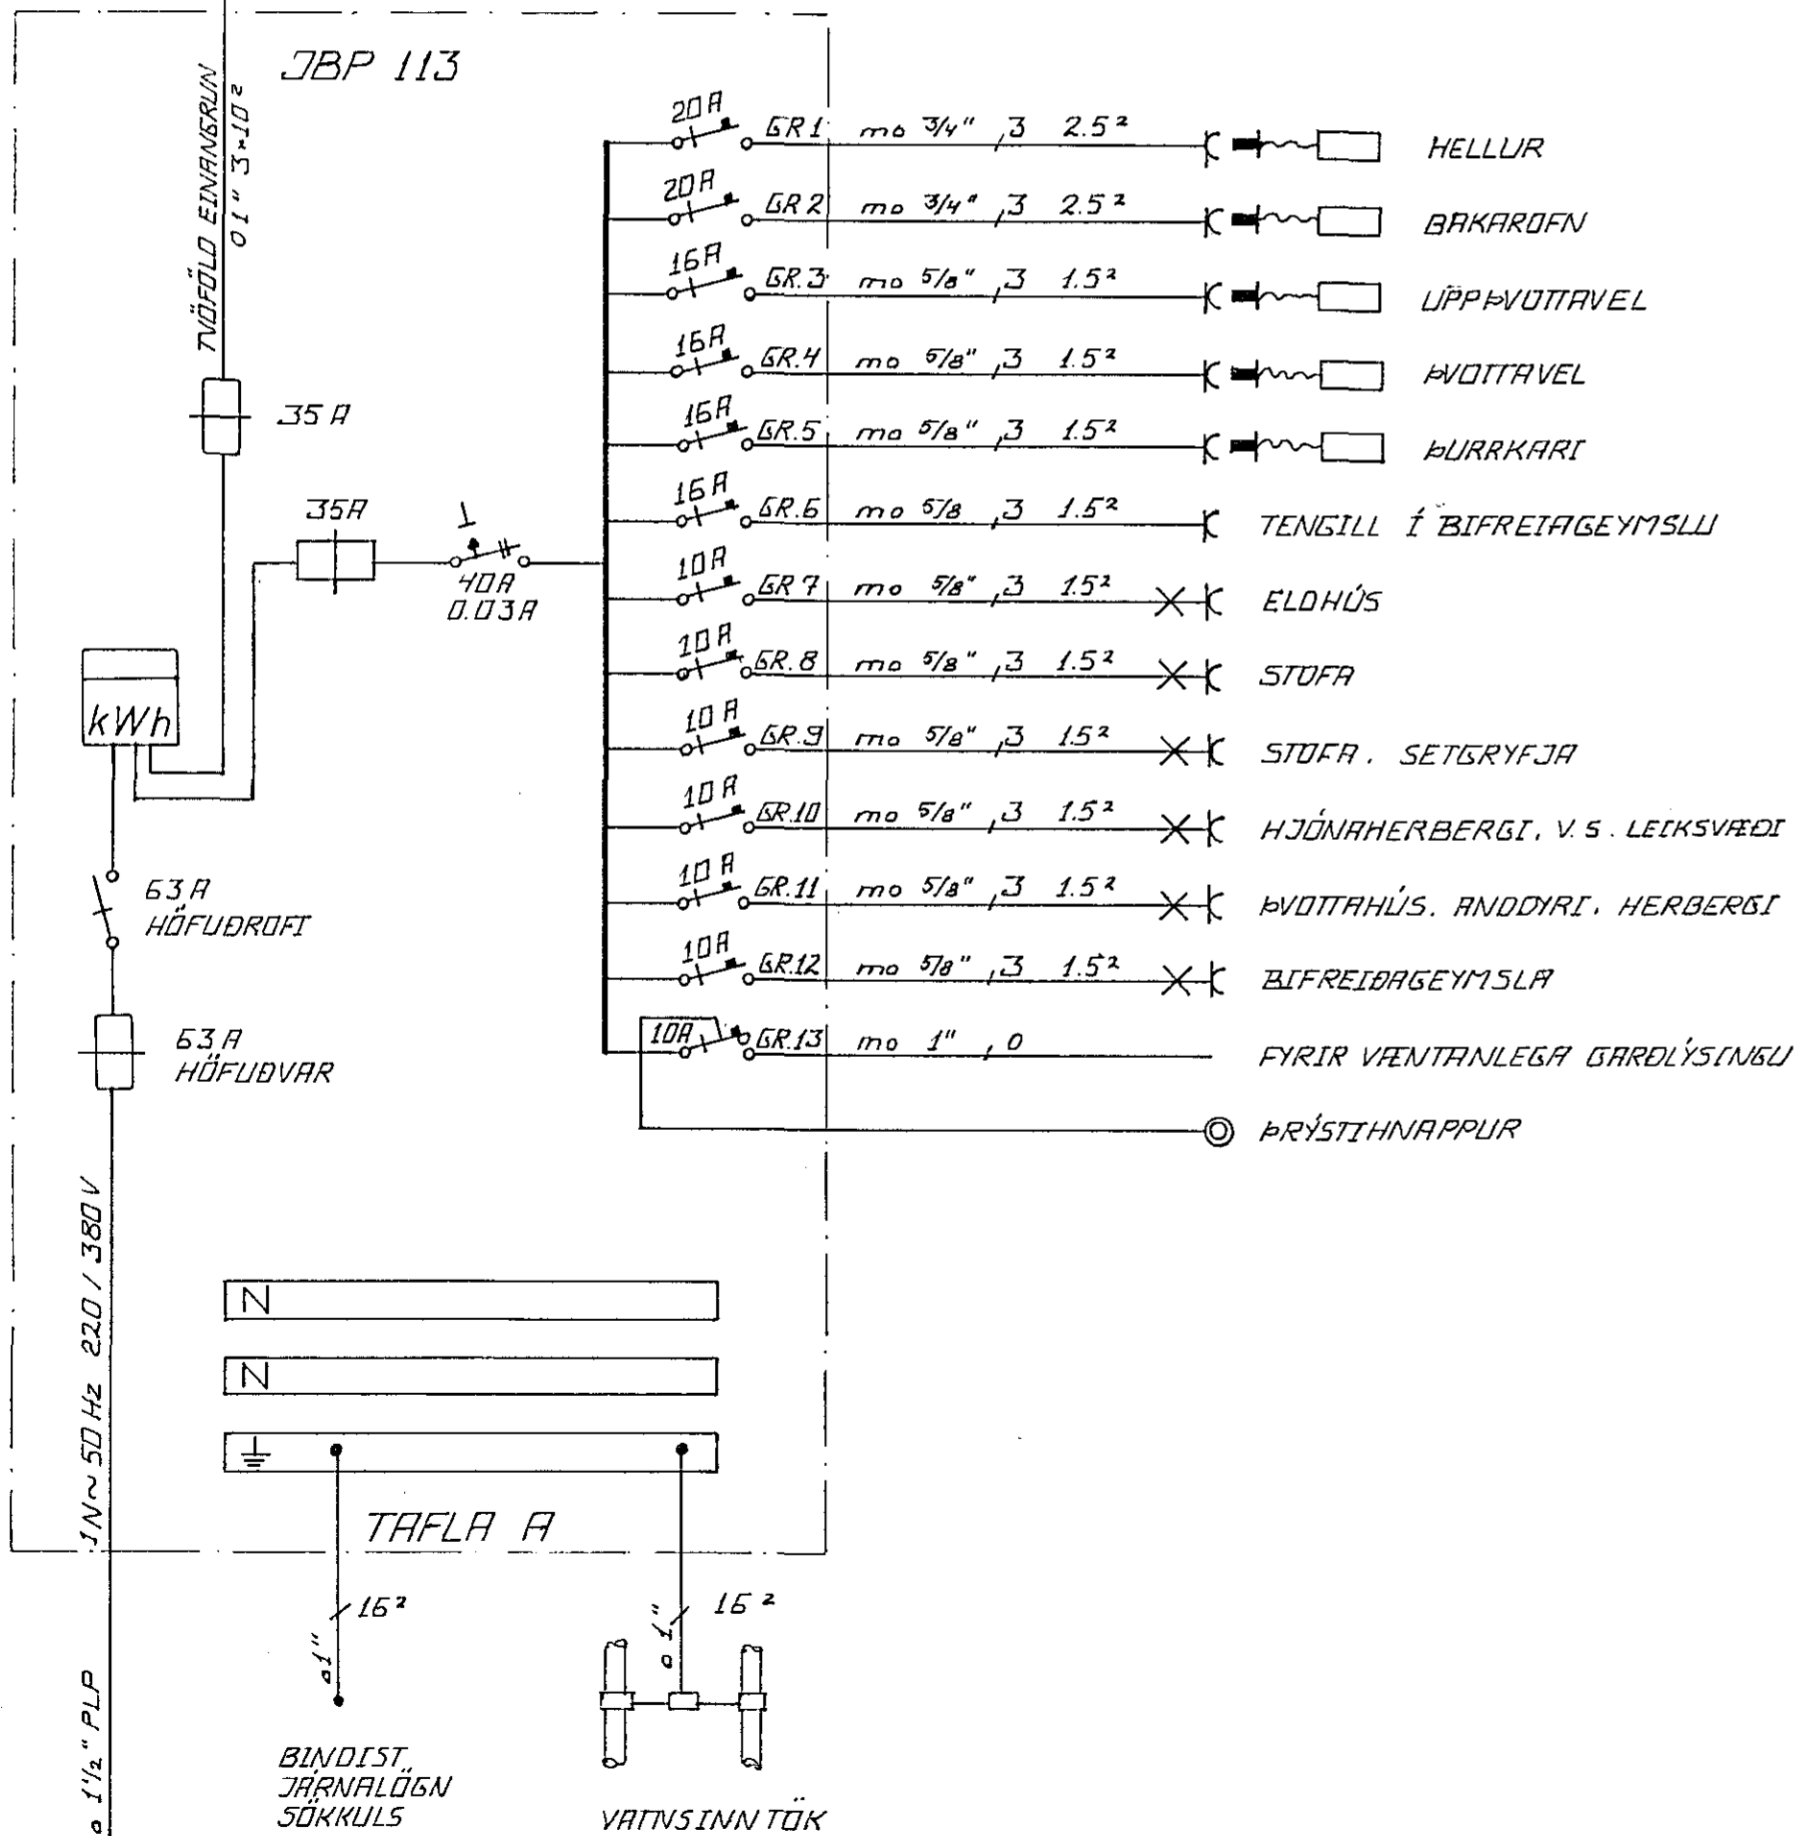 JBP 113
TVÖFÖLD EINANGRUN
o 1" 3×10²
35 A
35A
40A
0.03A
kWh
63 A
HÖFUÐROFI
63 A
HÖFUÐVAR
1N~50 Hz 220 / 380 V
o 1½" PLP
20A GR 1 mo 3/4" 3 2.5² HELLUR
20A GR 2 mo 3/4" 3 2.5² BAKAROFN
16A GR.3 mo 5/8" 3 1.5² UPPÞVOTTAVEL
16A GR.4 mo 5/8" 3 1.5² ÞVOTTAVEL
16A GR.5 mo 5/8" 3 1.5² ÞURRKARI
16A GR.6 mo 5/8 3 1.5² TENGILL Í BIFREIÐAGEYMSLU
10A GR 7 mo 5/8" 3 1.5² ELDHÚS
10A GR.8 mo 5/8" 3 1.5² STOFA
10A GR.9 mo 5/8" 3 1.5² STOFA. SETGRYFJA
10A GR.10 mo 5/8" 3 1.5² HJÓNAHERBERGI, V.S. LEIKSVÆÐI
10A GR.11 mo 5/8" 3 1.5² ÞVOTTAHÚS. ANDDYRI. HERBERGI
10A GR.12 mo 5/8" 3 1.5² BIFREIÐAGEYMSLA
10A GR.13 mo 1" 0 FYRIR VÆNTANLEGA GARÐLÝSINGU
ÞRÝSTIHNAPPUR
N
N
TAFLA A
16²
o 1"
16²
o 1"
BINDIST
JÁRNALÖGN
SÖKKULS
VATNSINNTÖK